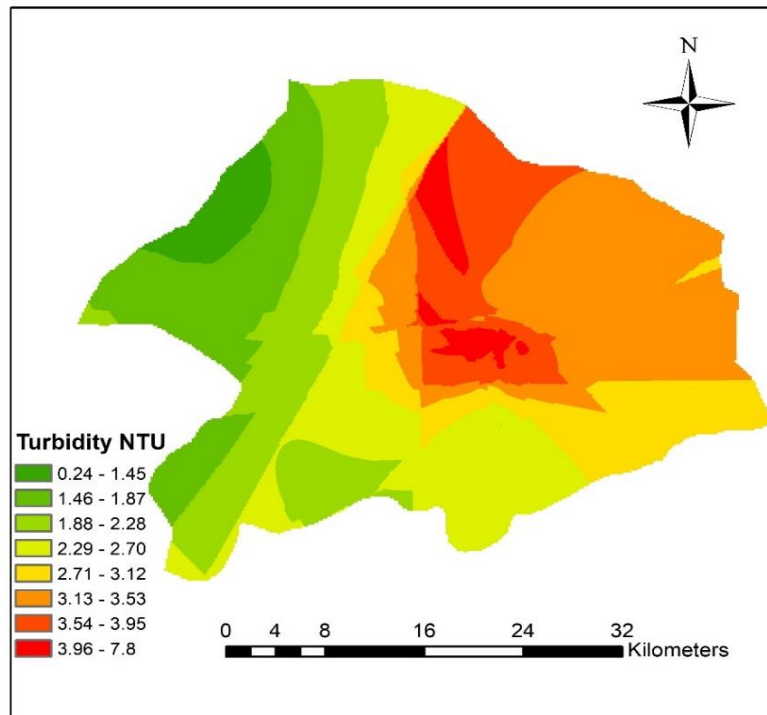 N
Turbidity NTU
0.24 - 1.45
1.46 - 1.87
1.88 - 2.28
2.29 - 2.70
2.71 - 3.12
3.13 - 3.53
3.54 - 3.95
3.96 - 7.8
0 4 8 16 24 32
Kilometers